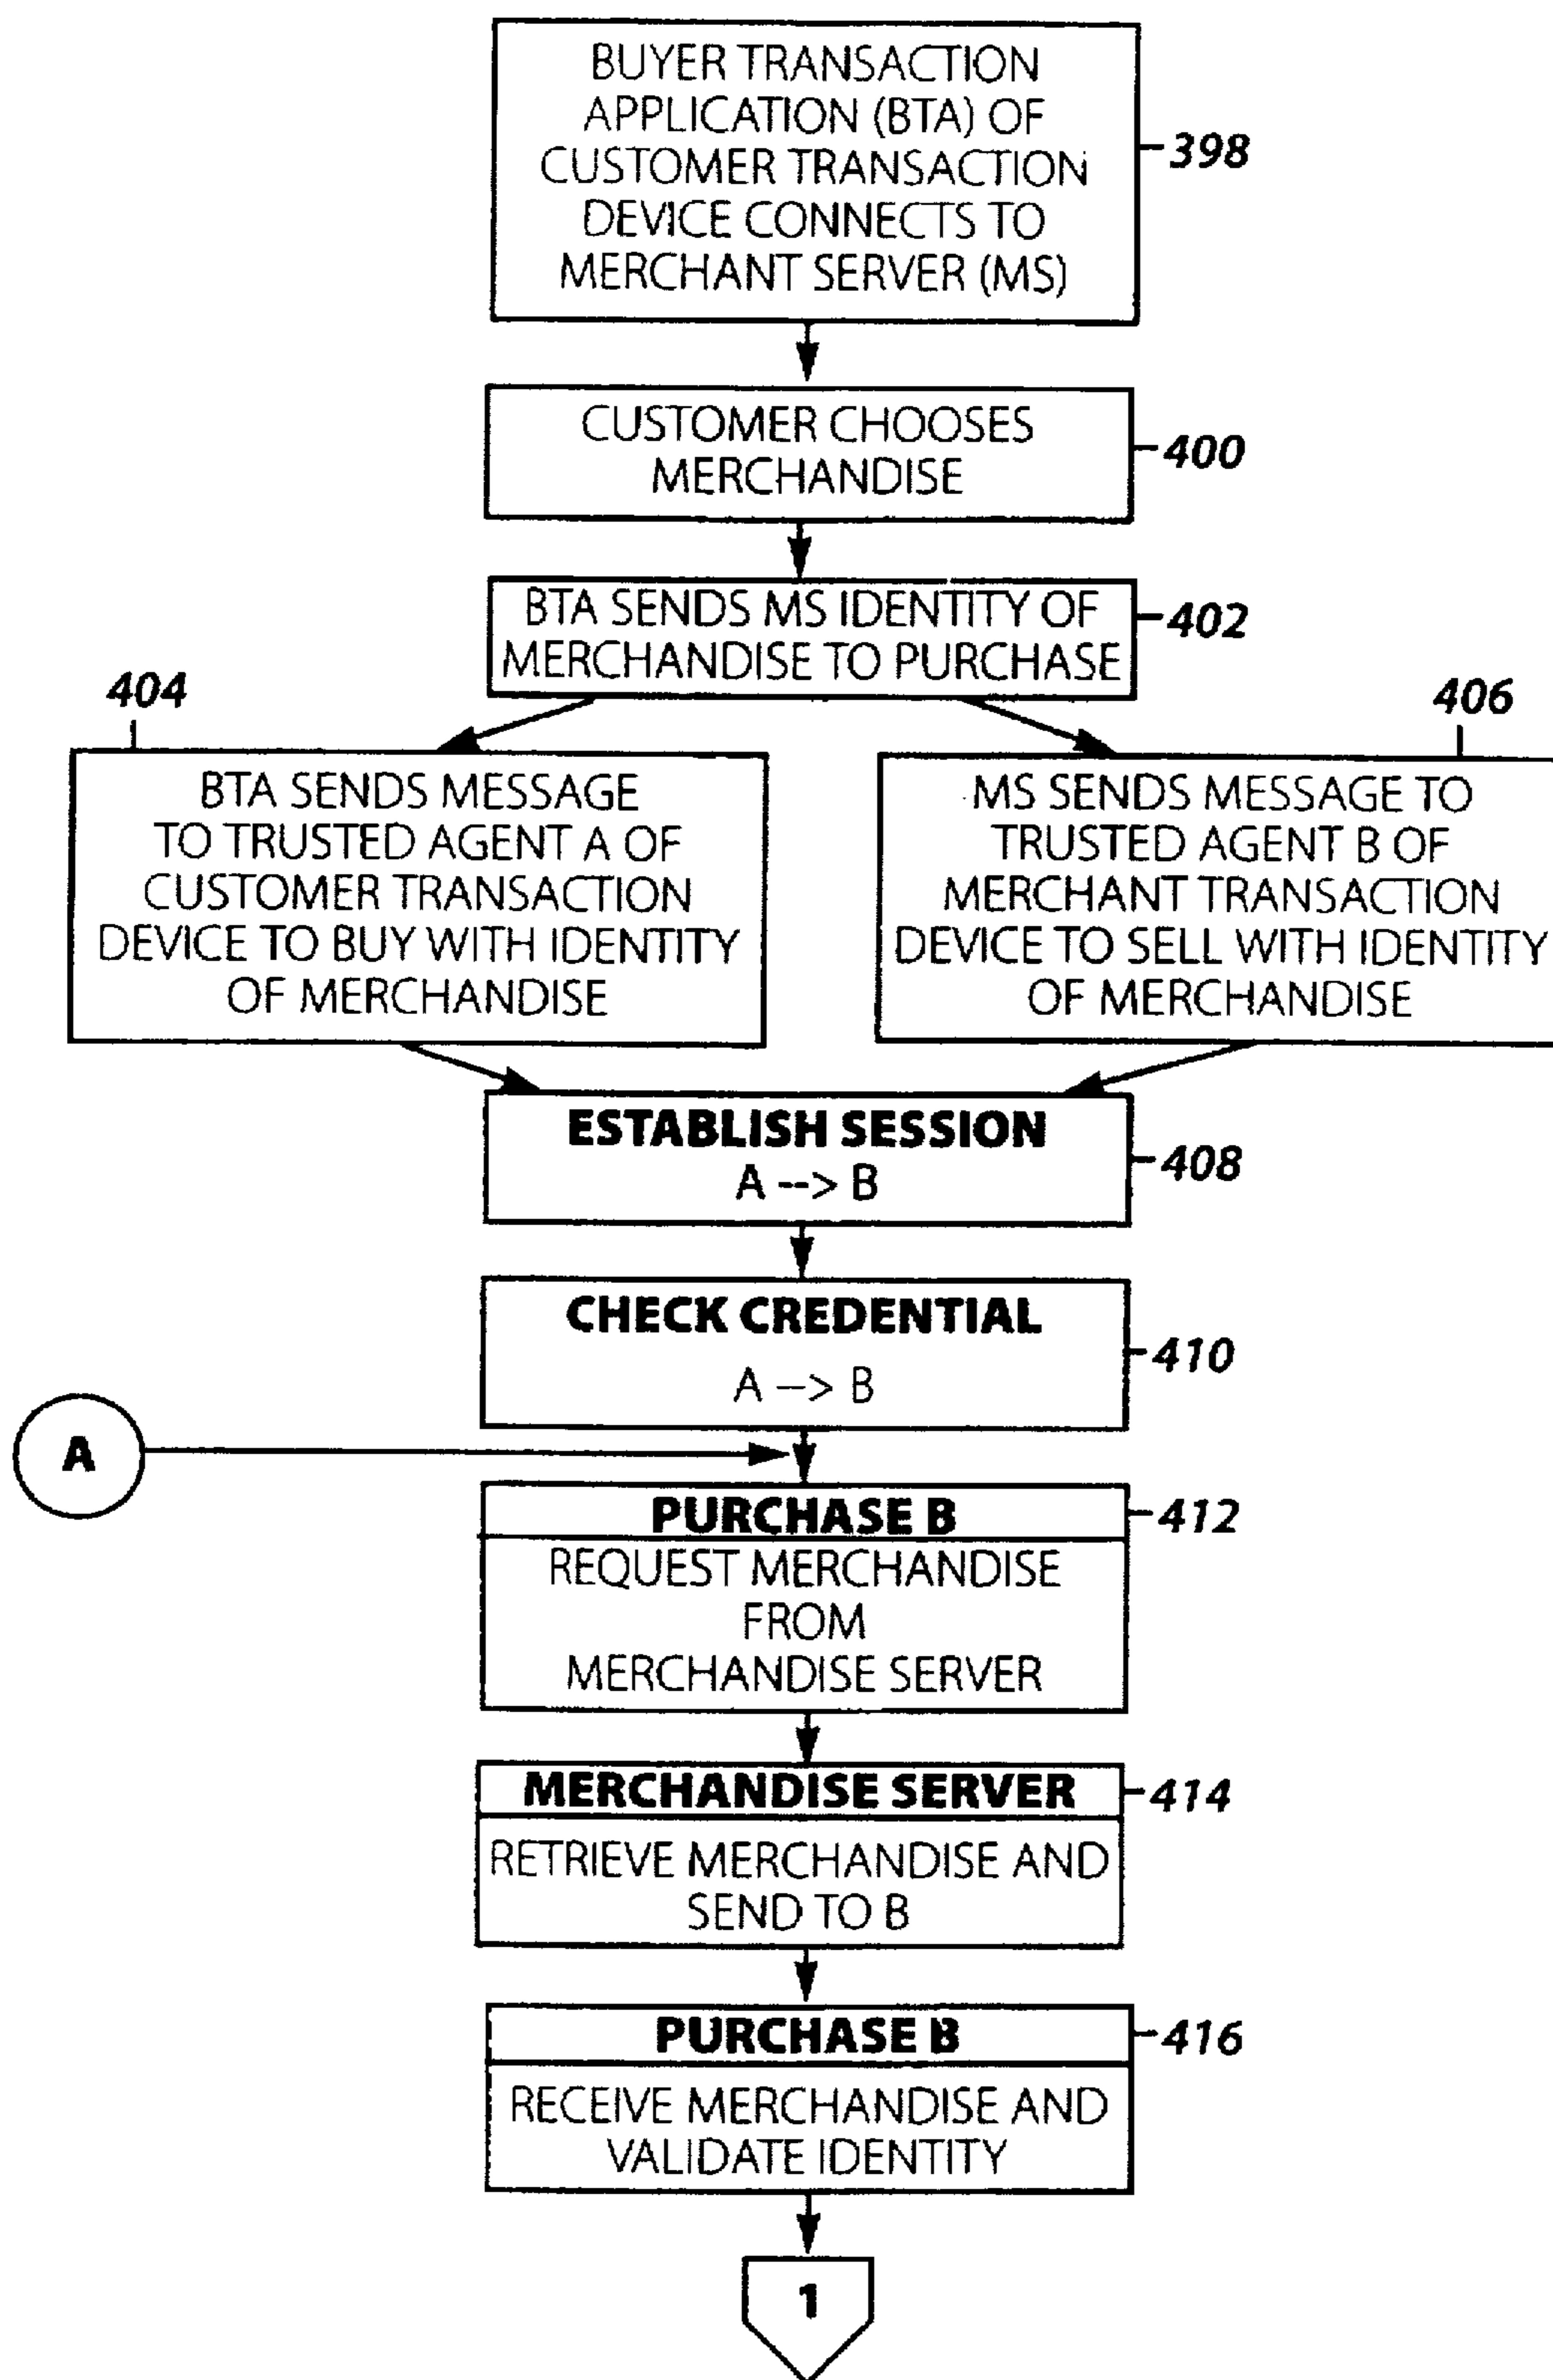 BUYER TRANSACTION
APPLICATION (BTA) OF
CUSTOMER TRANSACTION
DEVICE CONNECTS TO
MERCHANT SERVER (MS)
398
CUSTOMER CHOOSES
MERCHANDISE
400
BTA SENDS MS IDENTITY OF
MERCHANDISE TO PURCHASE
402
404
BTA SENDS MESSAGE
TO TRUSTED AGENT A OF
CUSTOMER TRANSACTION
DEVICE TO BUY WITH IDENTITY
OF MERCHANDISE
406
MS SENDS MESSAGE TO
TRUSTED AGENT B OF
MERCHANT TRANSACTION
DEVICE TO SELL WITH IDENTITY
OF MERCHANDISE
ESTABLISH SESSION
A --> B
408
CHECK CREDENTIAL
A --> B
410
A
PURCHASE B
412
REQUEST MERCHANDISE
FROM
MERCHANDISE SERVER
MERCHANDISE SERVER
414
RETRIEVE MERCHANDISE AND
SEND TO B
PURCHASE B
416
RECEIVE MERCHANDISE AND
VALIDATE IDENTITY
1